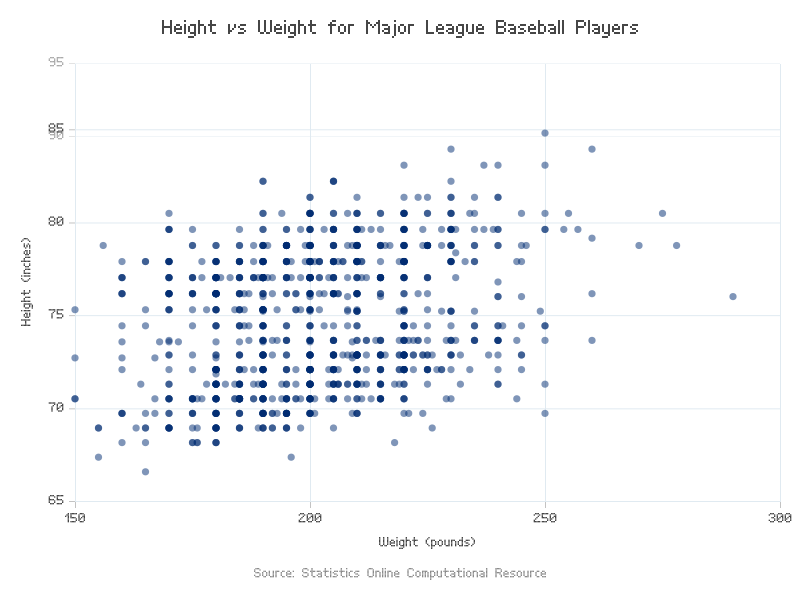 Height vs Weight for Major League Baseball Players
95
90
85
80
75
70
65
Height (inches)
150
200
250
300
Weight (pounds)
Source: Statistics Online Computational Resource